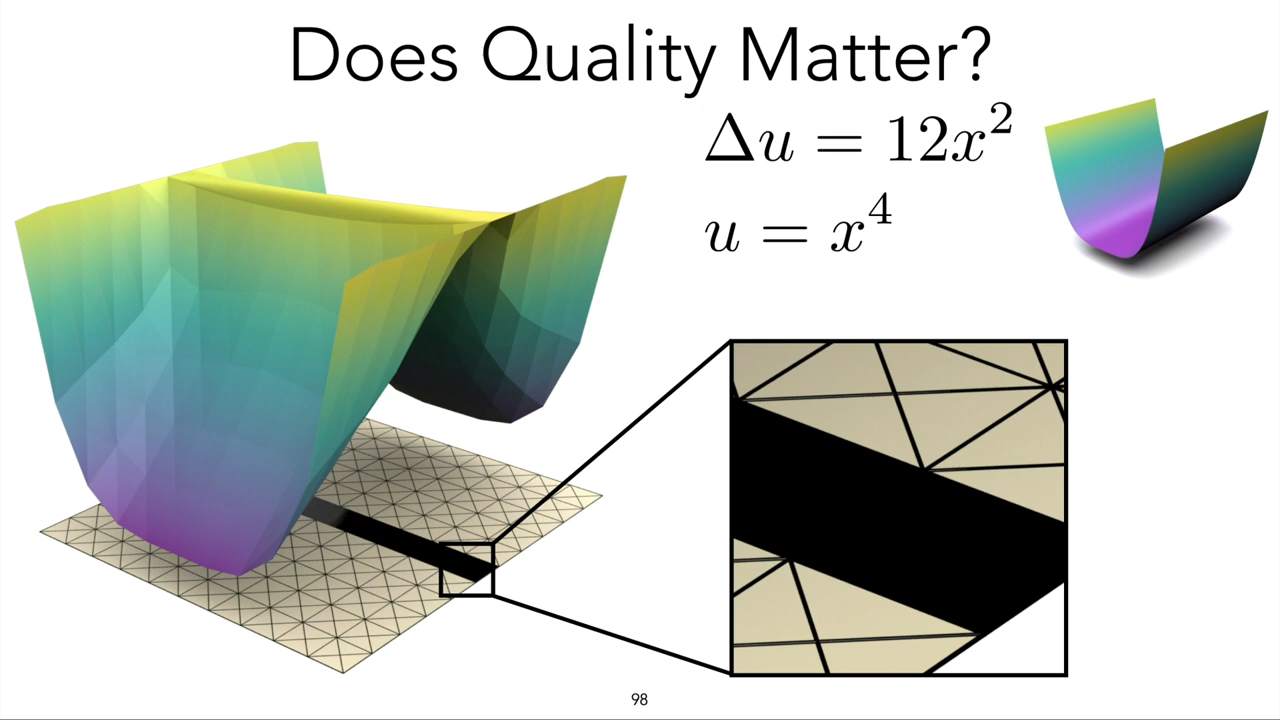 Does Quality Matter?
Δu = 12x²
u = x⁴
98